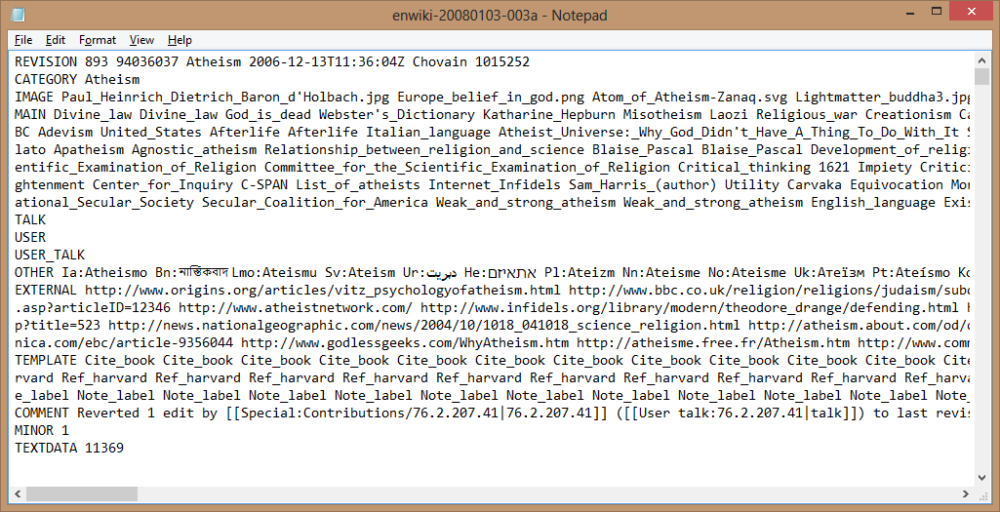 enwiki-20080103-003a - Notepad
File Edit Format View Help
REVISION 893 94036037 Atheism 2006-12-13T11:36:04Z Chovain 1015252
CATEGORY Atheism
IMAGE Paul_Heinrich_Dietrich_Baron_d'Holbach.jpg Europe_belief_in_god.png Atom_of_Atheism-Zanaq.svg Lightmatter_buddha3.jpg
MAIN Divine_law Divine_law God_is_dead Webster's_Dictionary Katharine_Hepburn Misotheism Laozi Religious_war Creationism Ca
BC Adevism United_States Afterlife Afterlife Italian_language Atheist_Universe:_Why_God_Didn't_Have_A_Thing_To_Do_With_It S
lato Apatheism Agnostic_atheism Relationship_between_religion_and_science Blaise_Pascal Blaise_Pascal Development_of_religi
entific_Examination_of_Religion Committee_for_the_Scientific_Examination_of_Religion Critical_thinking 1621 Impiety Critici
ghtenment Center_for_Inquiry C-SPAN List_of_atheists Internet_Infidels Sam_Harris_(author) Utility Carvaka Equivocation Mor
ational_Secular_Society Secular_Coalition_for_America Weak_and_strong_atheism Weak_and_strong_atheism English_language Exis
TALK
USER
USER_TALK
OTHER Ia:Atheismo Bn:নাস্তিকবাদ Lmo:Ateismu Sv:Ateism Ur:دہریت He:אתאיזם Pl:Ateizm Nn:Ateisme No:Ateisme Uk:Атеїзм Pt:Ateísmo Ko
EXTERNAL http://www.origins.org/articles/vitz_psychologyofatheism.html http://www.bbc.co.uk/religion/religions/judaism/subd
.asp?articleID=12346 http://www.atheistnetwork.com/ http://www.infidels.org/library/modern/theodore_drange/defending.html h
p?title=523 http://news.nationalgeographic.com/news/2004/10/1018_041018_science_religion.html http://atheism.about.com/od/c
nica.com/ebc/article-9356044 http://www.godlessgeeks.com/WhyAtheism.htm http://atheisme.free.fr/Atheism.htm http://www.comm
TEMPLATE Cite_book Cite_book Cite_book Cite_book Cite_book Cite_book Cite_book Cite_book Cite_book Cite_book Cite_book Cite
rvard Ref_harvard Ref_harvard Ref_harvard Ref_harvard Ref_harvard Ref_harvard Ref_harvard Ref_harvard Ref_harvard Ref_harva
e_label Note_label Note_label Note_label Note_label Note_label Note_label Note_label Note_label Note_label Note_label Note_
COMMENT Reverted 1 edit by [[Special:Contributions/76.2.207.41|76.2.207.41]] ([[User talk:76.2.207.41|talk]]) to last revis
MINOR 1
TEXTDATA 11369